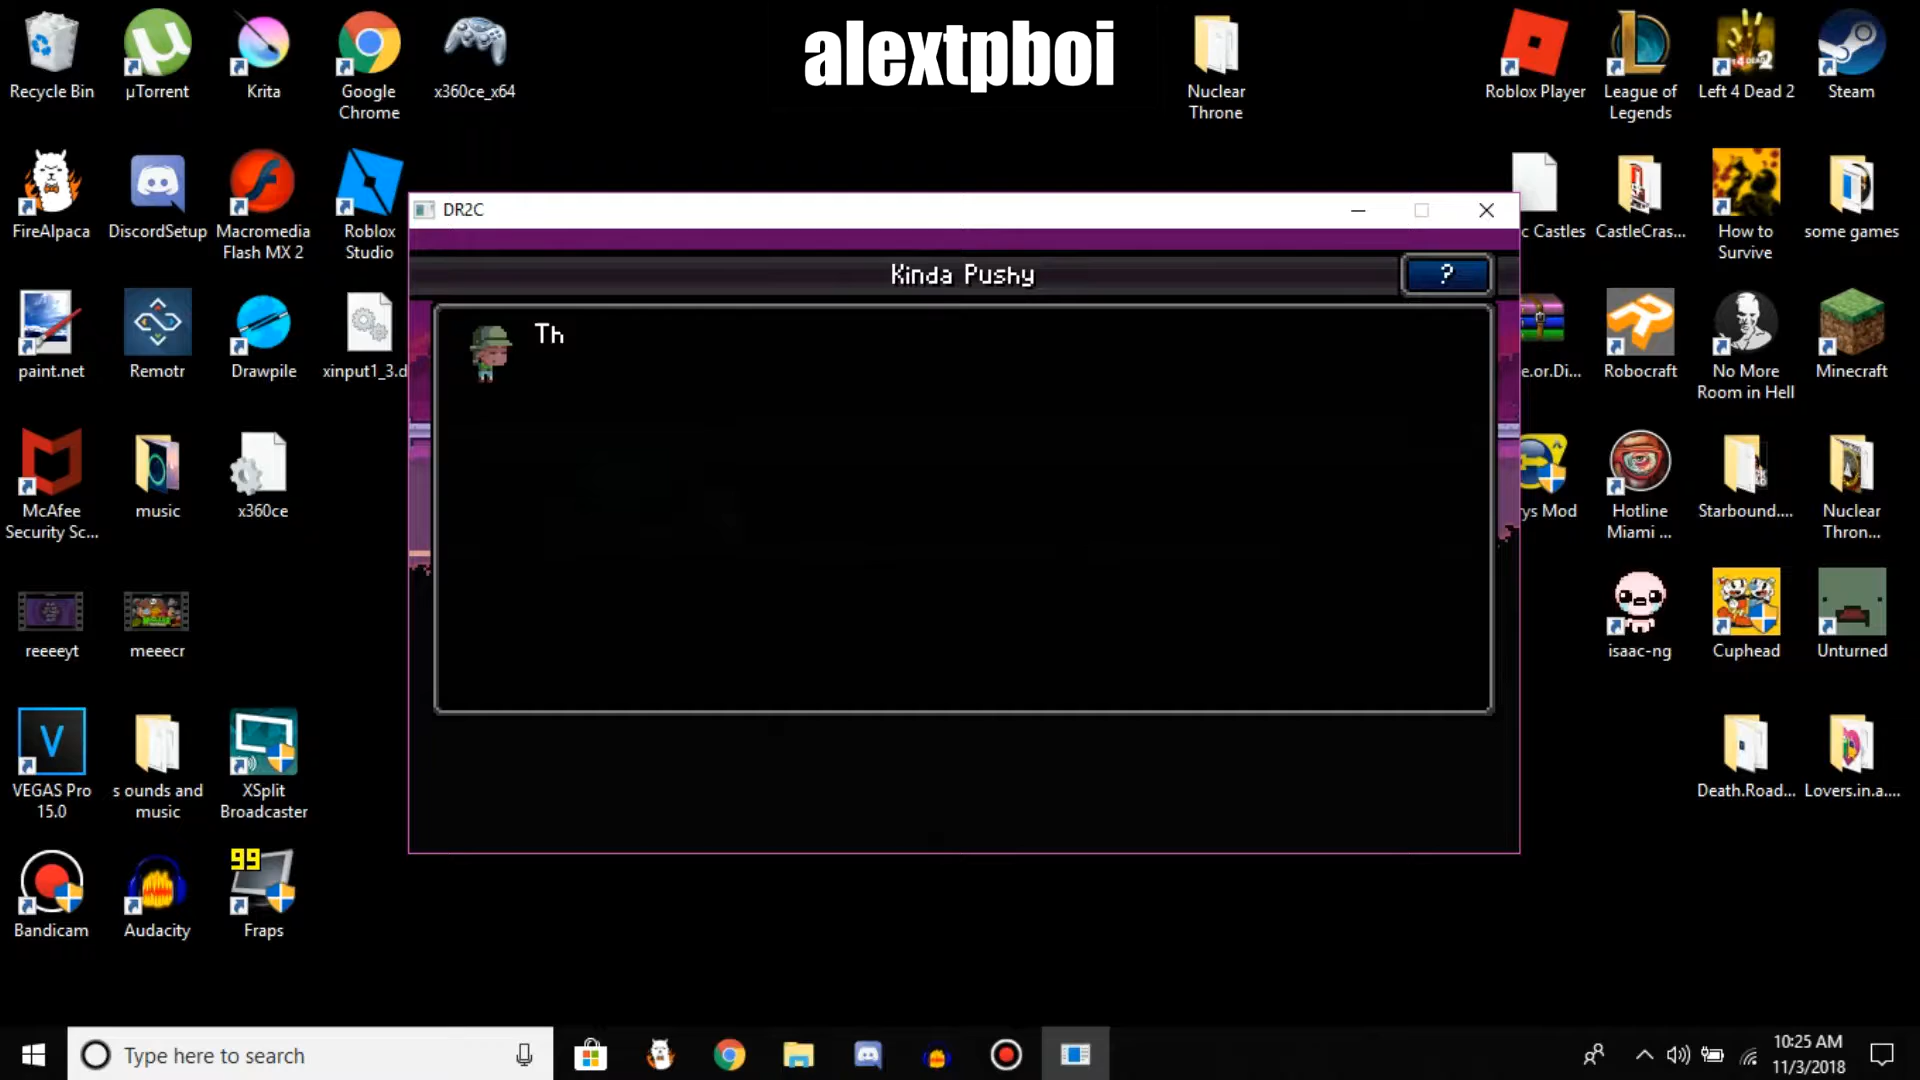 alextpboi
Recycle Bin
µTorrent
Krita
Google
Chrome
x360ce_x64
Nuclear
Throne
Roblox Player
League of
Legends
Left 4 Dead 2
Steam
FireAlpaca
DiscordSetup
Macromedia
Flash MX 2
Roblox
Studio
DR2C
c Castles
CastleCras...
How to
Survive
some games
Kinda Pushy
?
Th
paint.net
Remotr
Drawpile
xinput1_3.d
e.or.Di...
Robocraft
No More
Room in Hell
Minecraft
McAfee
Security Sc...
music
x360ce
ys Mod
Hotline
Miami ...
Starbound....
Nuclear
Thron...
reeeeyt
meeecr
isaac-ng
Cuphead
Unturned
V
VEGAS Pro
15.0
s ounds and
music
XSplit
Broadcaster
Death.Road...
Lovers.in.a....
99
Bandicam
Audacity
Fraps
Type here to search
10:25 AM
11/3/2018